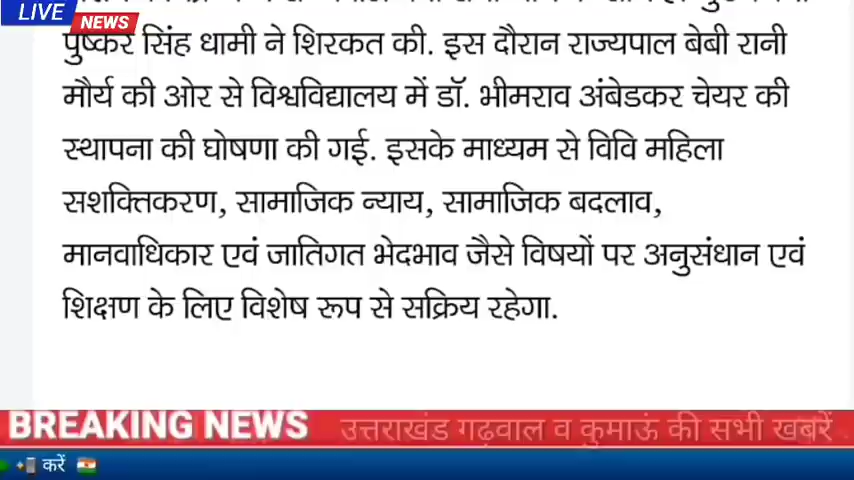 LIVE
NEWS
पुष्कर सिंह धामी ने शिरकत की. इस दौरान राज्यपाल बेबी रानी
मौर्य की ओर से विश्वविद्यालय में डॉ. भीमराव अंबेडकर चेयर की
स्थापना की घोषणा की गई. इसके माध्यम से विवि महिला
सशक्तिकरण, सामाजिक न्याय, सामाजिक बदलाव,
मानवाधिकार एवं जातिगत भेदभाव जैसे विषयों पर अनुसंधान एवं
शिक्षण के लिए विशेष रूप से सक्रिय रहेगा.
BREAKING NEWS उत्तराखंड गढ़वाल व कुमाऊं की सभी खबरें
📲 करें 🇮🇳